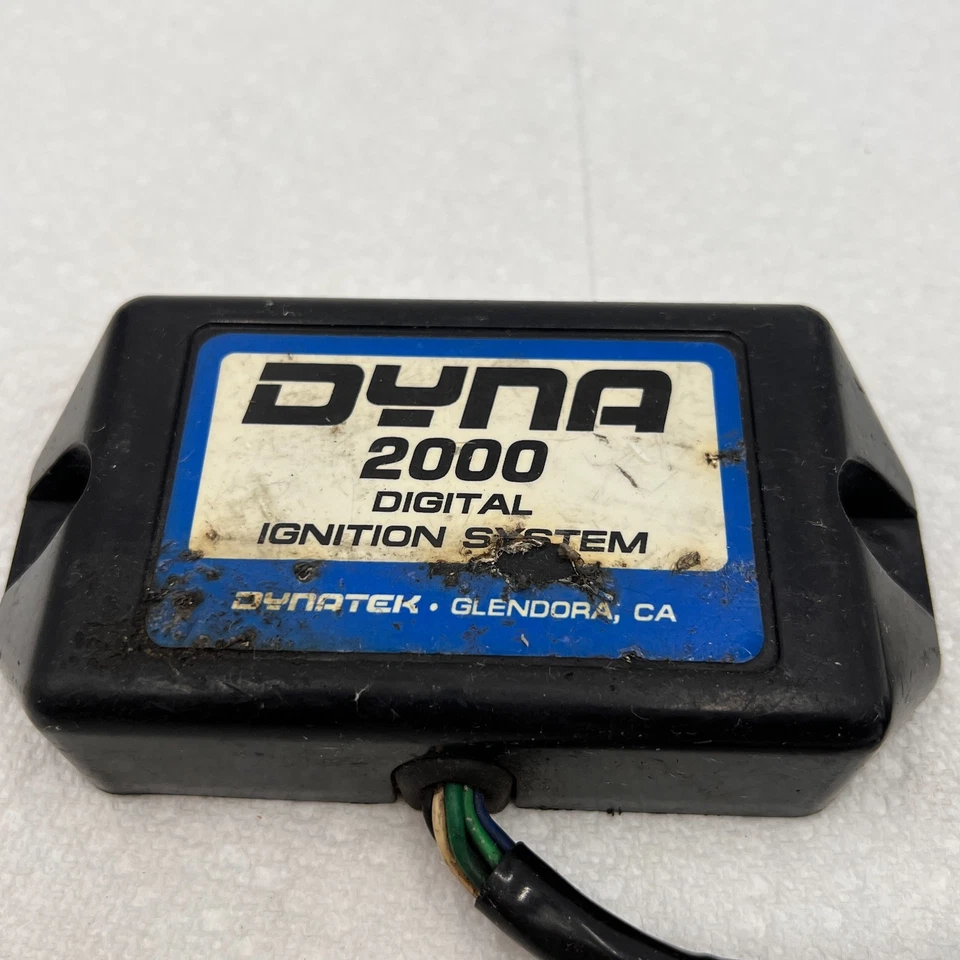 DYNA
2000
DIGITAL
IGNITION SYSTEM
DYNATEK • GLENDORA, CA